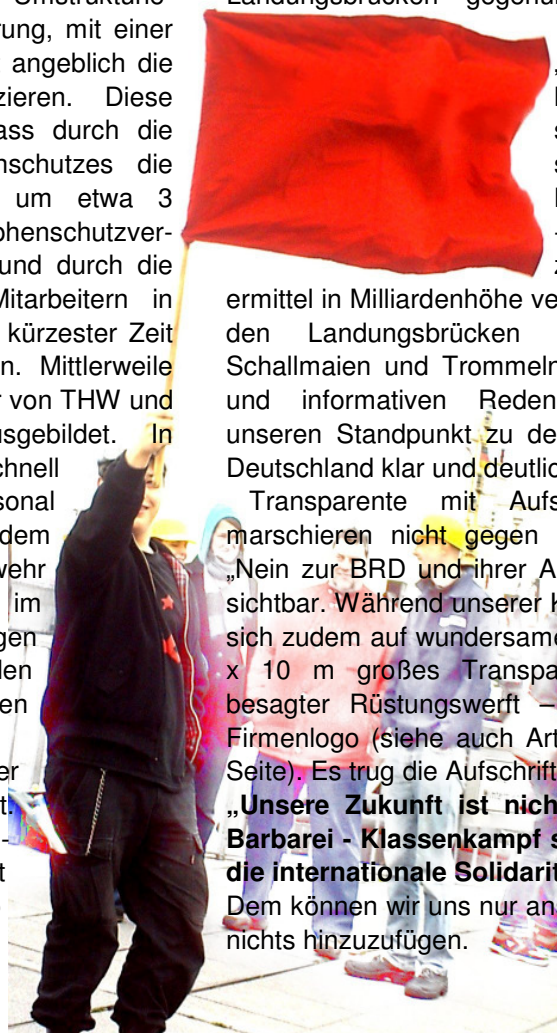 Umstrukturie-
rung, mit einer
angeblich die
zieren. Diese
ass durch die
nschutzes die
um etwa 3
ohenschutzver-
und durch die
Mitarbeitern in
kürzester Zeit
n. Mittlerweile
r von THW und
usgebildet. In
chnell
sonal
dem
wehr
im
gen
den
en
er
t.
-
t
Landungsbrücken gegenü
ermittel in Milliardenhöhe ve
den Landungsbrücken
Schallmaien und Trommeln
und informativen Reden
unseren Standpunkt zu de
Deutschland klar und deutlic
Transparente mit Aufs
marschieren nicht gegen
„Nein zur BRD und ihrer A
sichtbar. Während unserer K
sich zudem auf wundersame
x 10 m großes Transpa
besagter Rüstungswerft –
Firmenlogo (siehe auch Art
Seite). Es trug die Aufschrift
„Unsere Zukunft ist nich
Barbarei - Klassenkampf s
die internationale Solidarit
Dem können wir uns nur an
nichts hinzuzufügen.